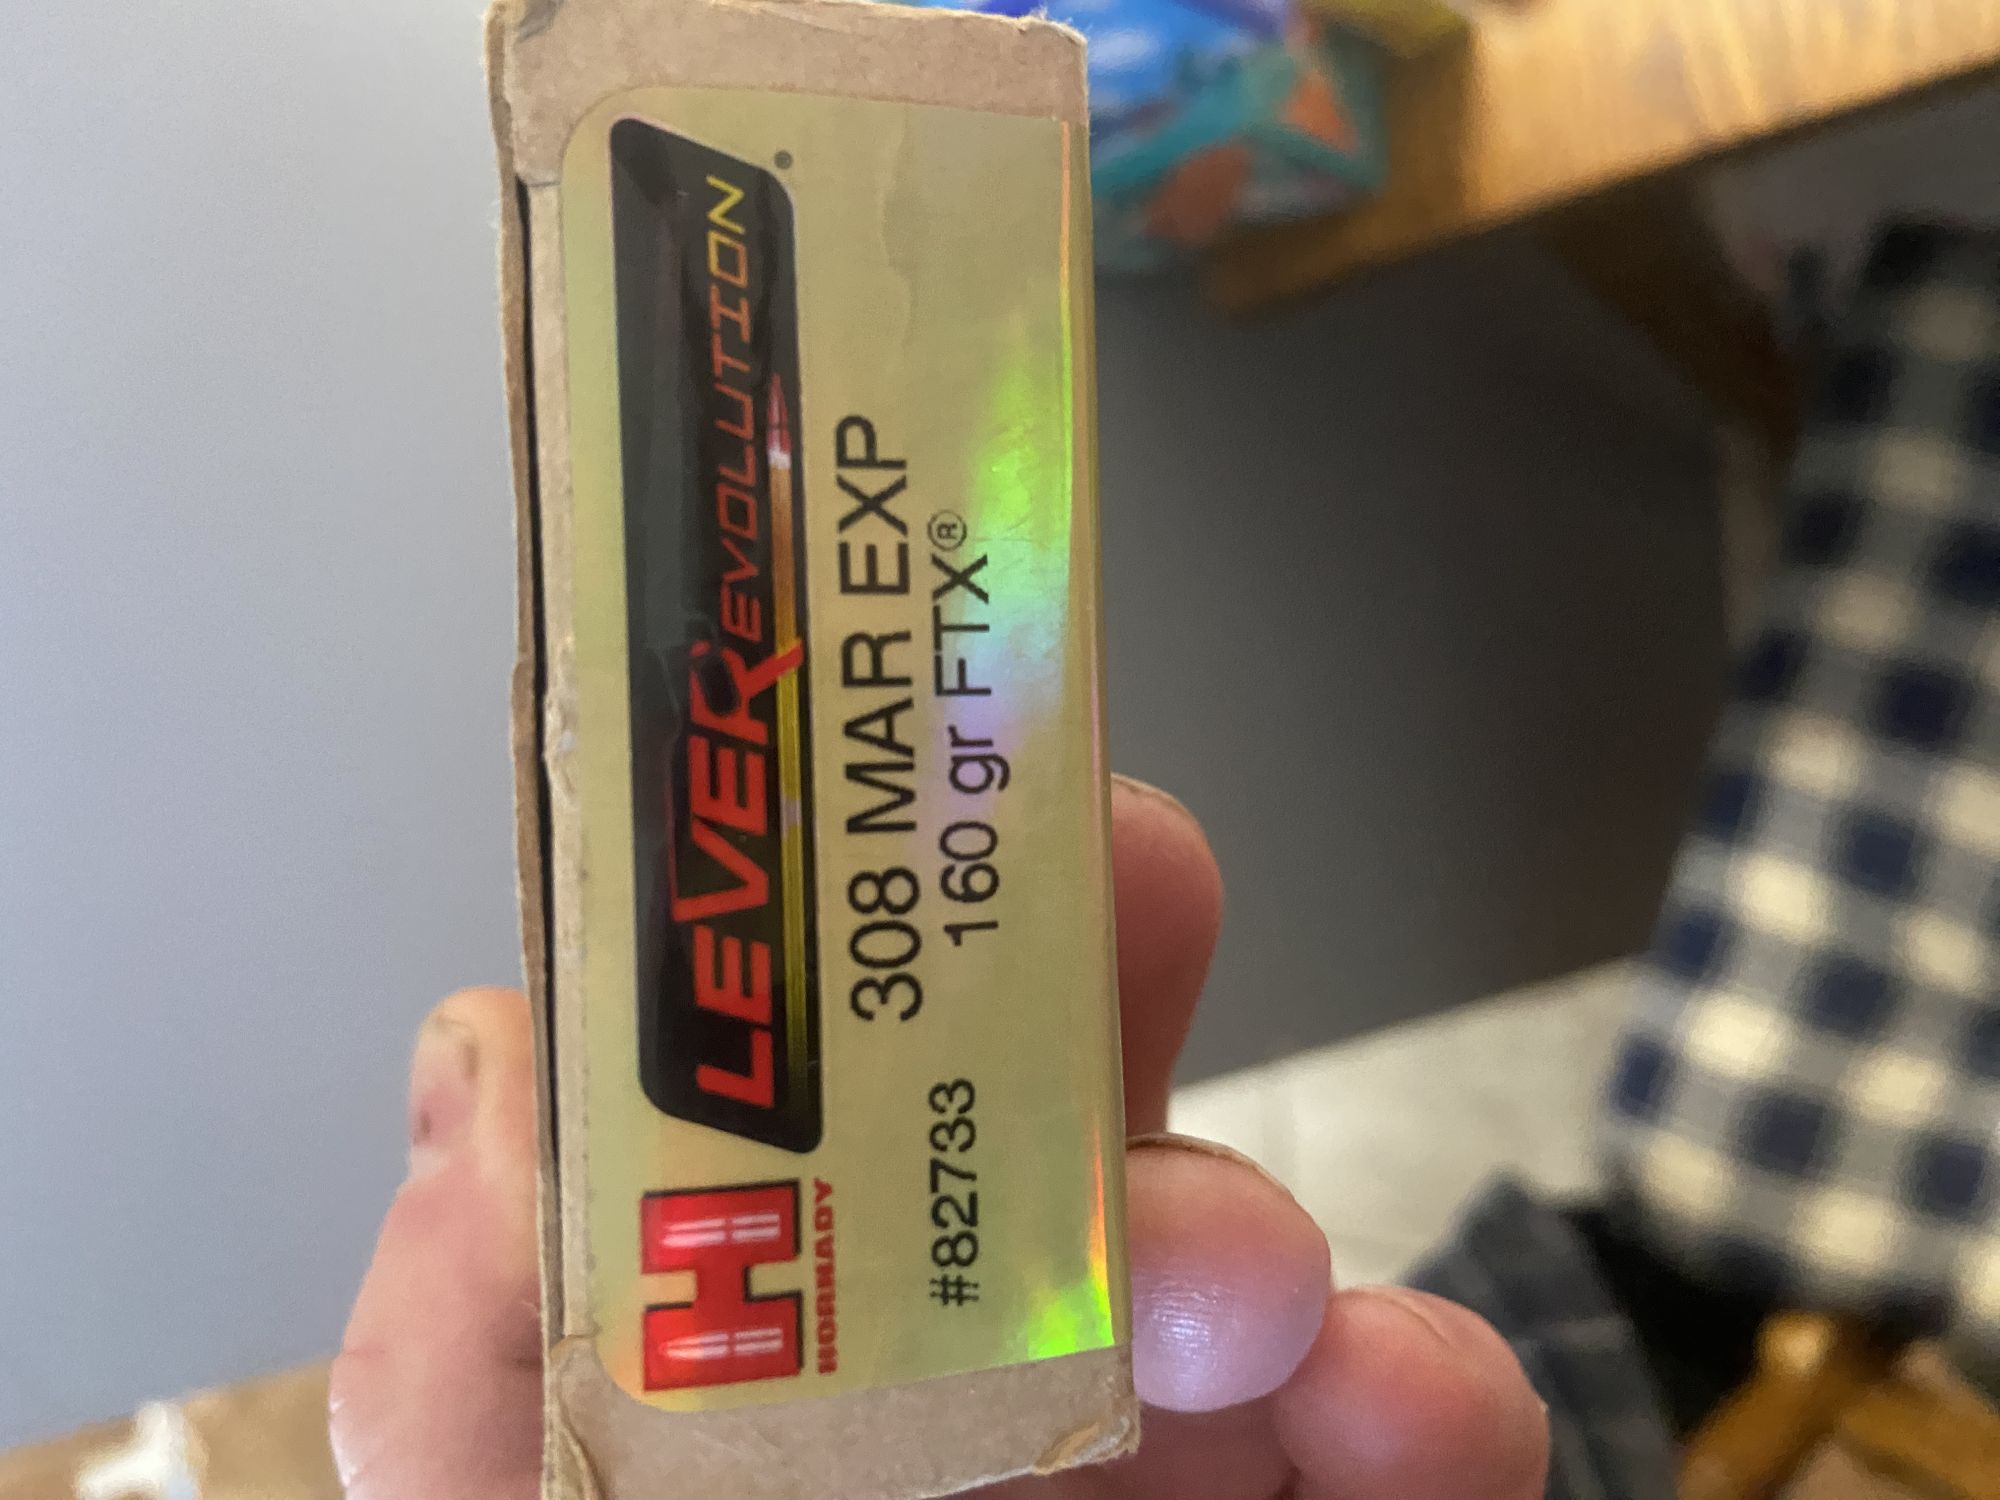 LEVERevolution®
HORNADY
308 MAR EXP
#82733 160 gr FTX®